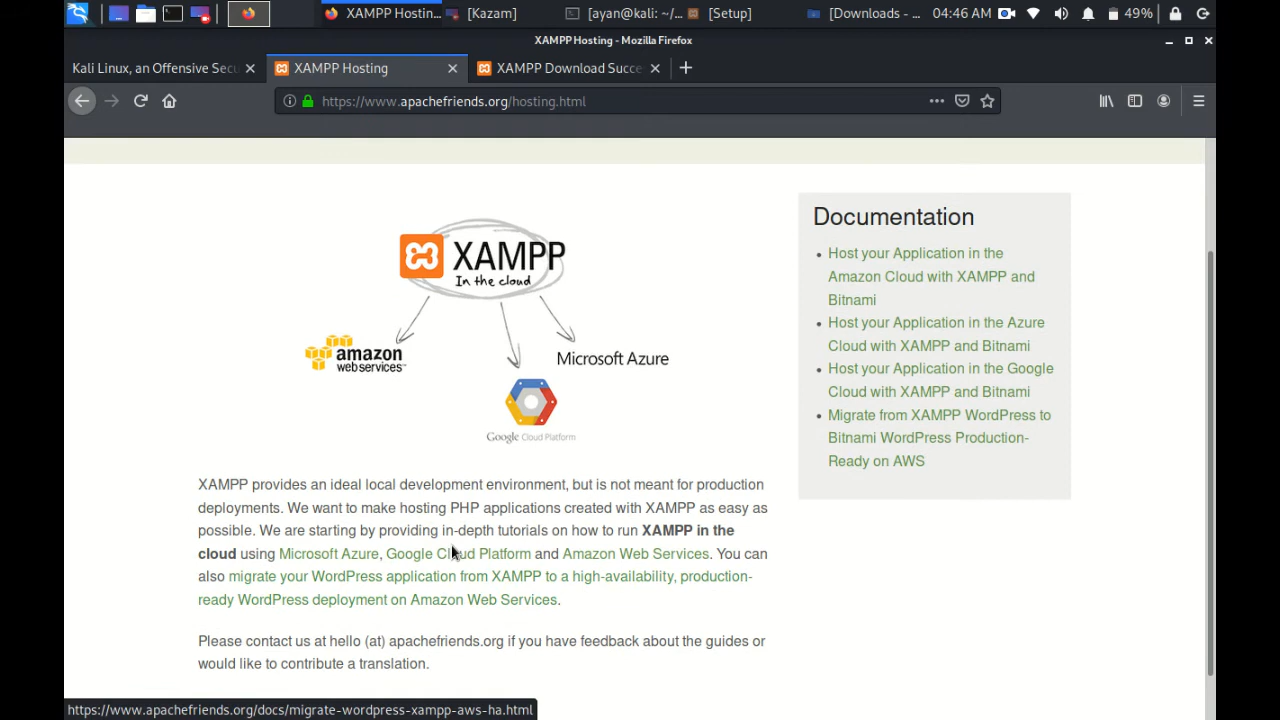 XAMPP Hostin...
[Kazam]
[ayan@kali: ~/...
[Setup]
[Downloads - ...
04:46 AM
49%
XAMPP Hosting - Mozilla Firefox
Kali Linux, an Offensive Secu
XAMPP Hosting
XAMPP Download Succe
https://www.apachefriends.org/hosting.html
XAMPP
In the cloud
amazon
webservices™
Microsoft Azure
Google Cloud Platform
XAMPP provides an ideal local development environment, but is not meant for production
deployments. We want to make hosting PHP applications created with XAMPP as easy as
possible. We are starting by providing in-depth tutorials on how to run XAMPP in the
cloud using Microsoft Azure, Google Cloud Platform and Amazon Web Services. You can
also migrate your WordPress application from XAMPP to a high-availability, production-
ready WordPress deployment on Amazon Web Services.
Please contact us at hello (at) apachefriends.org if you have feedback about the guides or
would like to contribute a translation.
Documentation
Host your Application in the
Amazon Cloud with XAMPP and
Bitnami
Host your Application in the Azure
Cloud with XAMPP and Bitnami
Host your Application in the Google
Cloud with XAMPP and Bitnami
Migrate from XAMPP WordPress to
Bitnami WordPress Production-
Ready on AWS
https://www.apachefriends.org/docs/migrate-wordpress-xampp-aws-ha.html